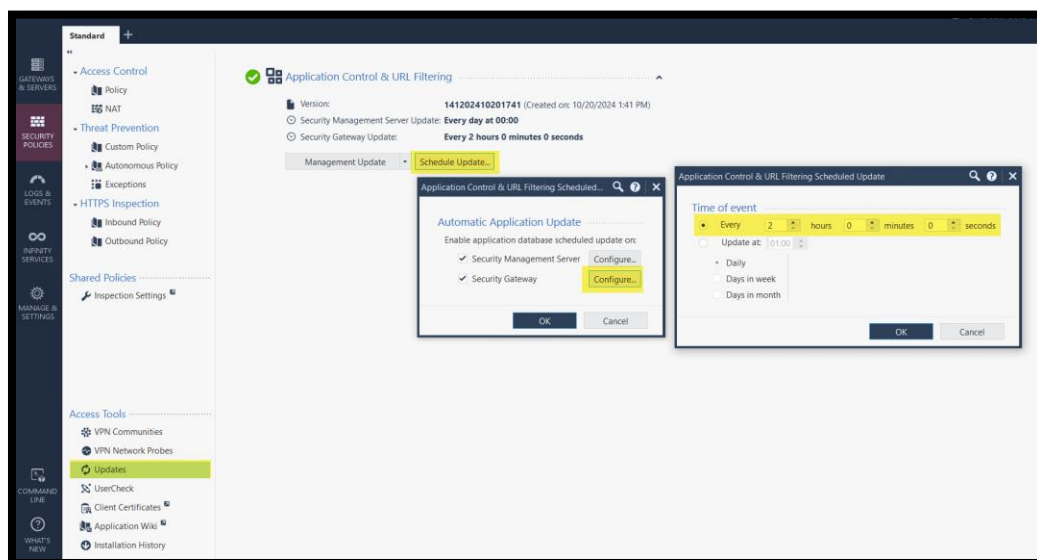 Standard
GATEWAYS
& SERVERS
SECURITY
POLICIES
LOGS &
EVENTS
INFINITY
SERVICES
MANAGE &
SETTINGS
COMMAND
LINE
WHAT'S
NEW
Access Control
Policy
NAT
Threat Prevention
Custom Policy
Autonomous Policy
Exceptions
HTTPS Inspection
Inbound Policy
Outbound Policy
Shared Policies
Inspection Settings
Access Tools
VPN Communities
VPN Network Probes
Updates
UserCheck
Client Certificates
Application Wiki
Installation History
Application Control & URL Filtering
Version: 141202410201741 (Created on: 10/20/2024 1:41 PM)
Security Management Server Update: Every day at 00:00
Security Gateway Update: Every 2 hours 0 minutes 0 seconds
Management Update Schedule Update...
Application Control & URL Filtering Scheduled...
Automatic Application Update
Enable application database scheduled update on:
Security Management Server Configure...
Security Gateway Configure...
OK Cancel
Application Control & URL Filtering Scheduled Update
Time of event
Every 2 hours 0 minutes 0 seconds
Update at: 01:00
Daily
Days in week
Days in month
OK Cancel